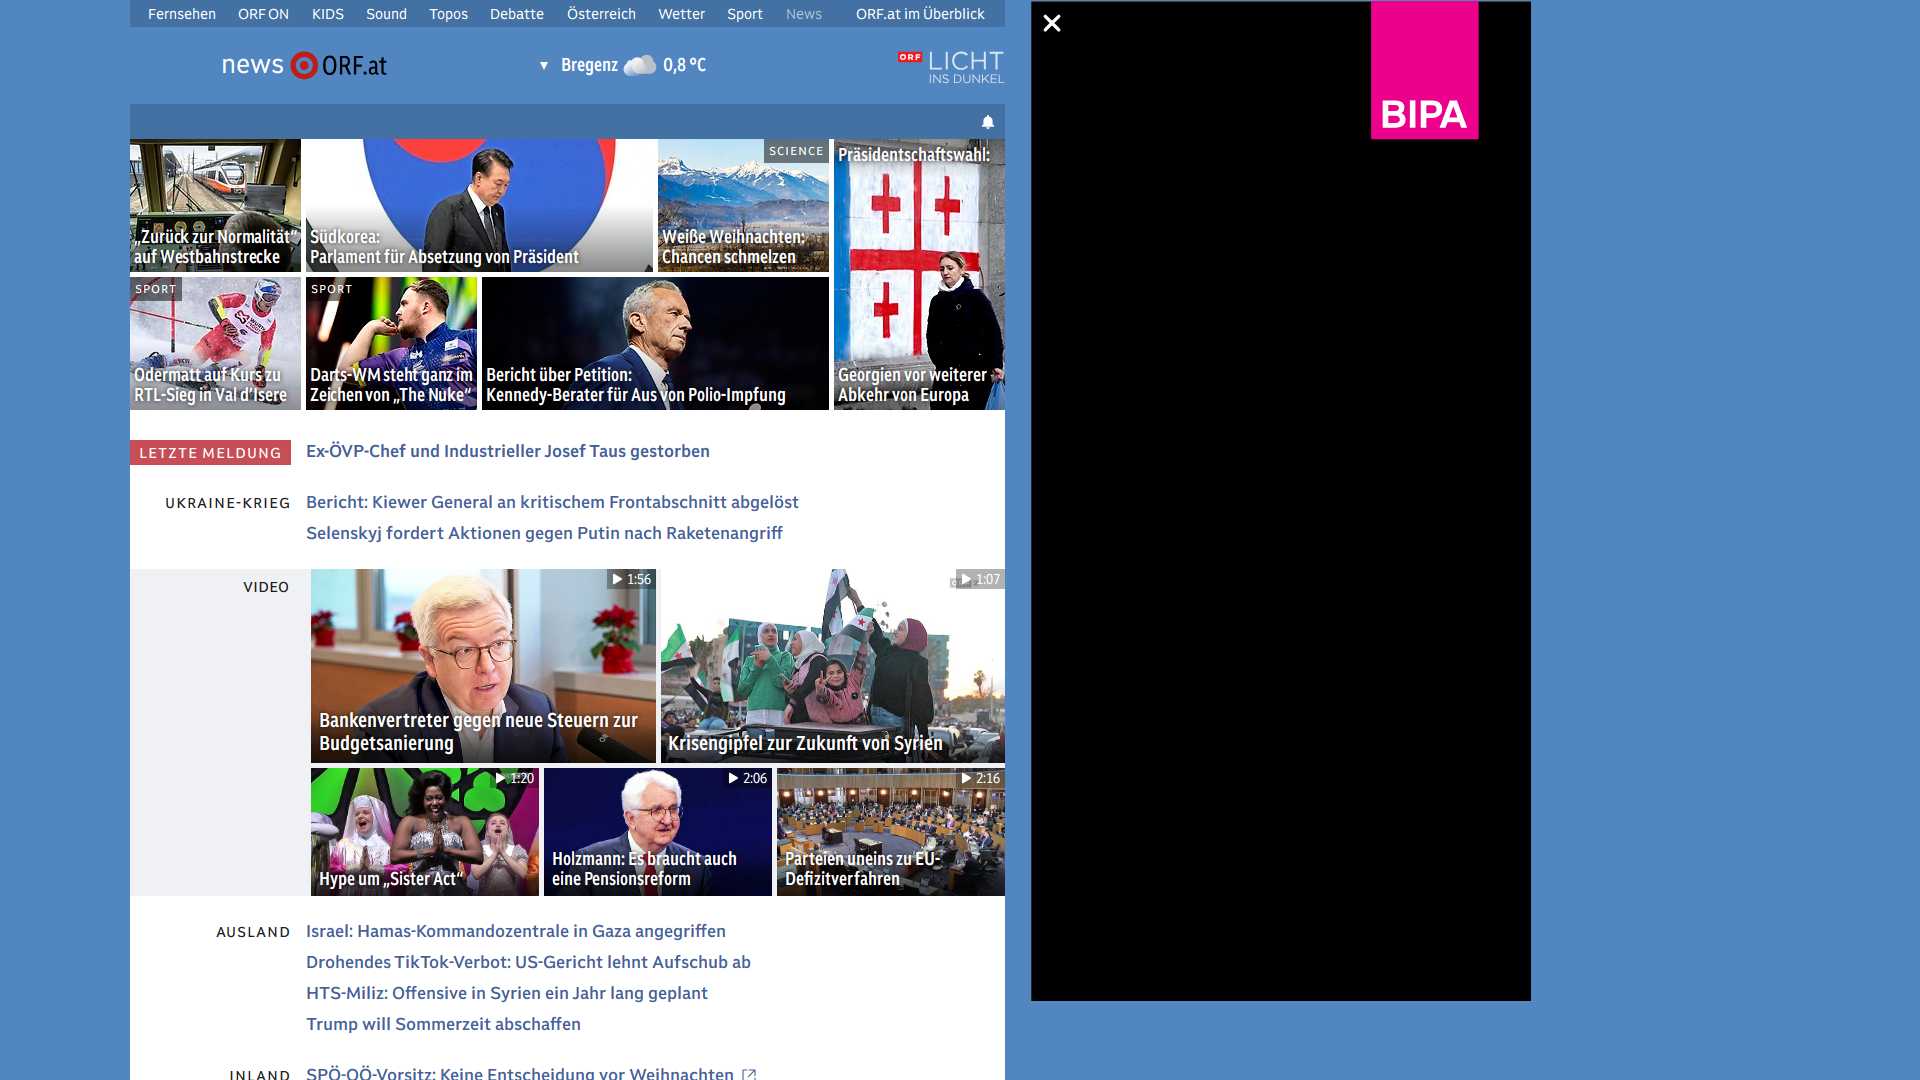 Fernsehen ORF ON KIDS Sound Topos Debatte Österreich Wetter Sport News ORF.at im Überblick
news ORF.at
▼ Bregenz 0,8 °C
ORF LICHT
INS DUNKEL
„Zurück zur Normalität“
auf Westbahnstrecke
Südkorea:
Parlament für Absetzung von Präsident
SCIENCE
Weiße Weihnachten:
Chancen schmelzen
Präsidentschaftswahl:
Georgien vor weiterer
Abkehr von Europa
SPORT
Odermatt auf Kurs zu
RTL-Sieg in Val d’Isere
SPORT
Darts-WM steht ganz im
Zeichen von „The Nuke“
Bericht über Petition:
Kennedy-Berater für Aus von Polio-Impfung
LETZTE MELDUNG
Ex-ÖVP-Chef und Industrieller Josef Taus gestorben
UKRAINE-KRIEG
Bericht: Kiewer General an kritischem Frontabschnitt abgelöst
Selenskyj fordert Aktionen gegen Putin nach Raketenangriff
VIDEO
1:56
Bankenvertreter gegen neue Steuern zur
Budgetsanierung
1:07
Krisengipfel zur Zukunft von Syrien
1:20
Hype um „Sister Act“
2:06
Holzmann: Es braucht auch
eine Pensionsreform
2:16
Parteien uneins zu EU-
Defizitverfahren
AUSLAND
Israel: Hamas-Kommandozentrale in Gaza angegriffen
Drohendes TikTok-Verbot: US-Gericht lehnt Aufschub ab
HTS-Miliz: Offensive in Syrien ein Jahr lang geplant
Trump will Sommerzeit abschaffen
INLAND
SPÖ-OÖ-Vorsitz: Keine Entscheidung vor Weihnachten
BIPA